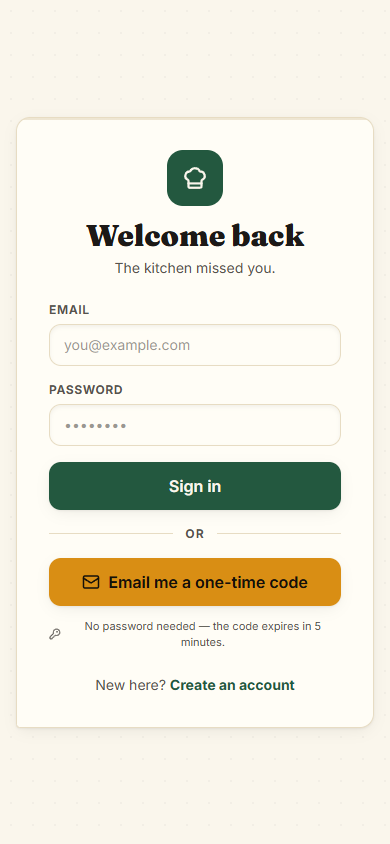 Welcome back
The kitchen missed you.
EMAIL
you@example.com
PASSWORD
••••••••
Sign in
OR
Email me a one-time code
No password needed — the code expires in 5
minutes.
New here? Create an account